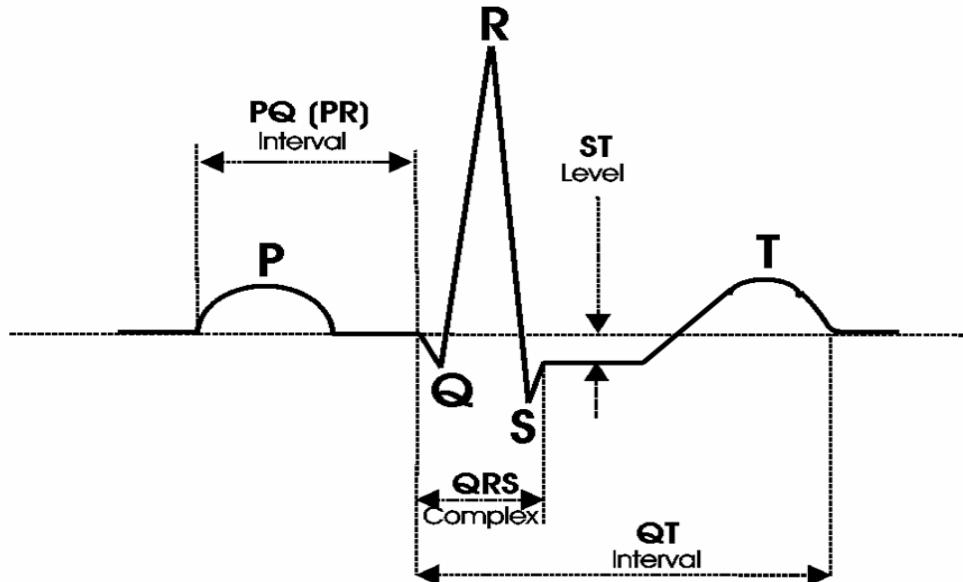 R
PQ (PR)
Interval
ST
Level
P
T
Q
S
QRS
Complex
QT
Interval